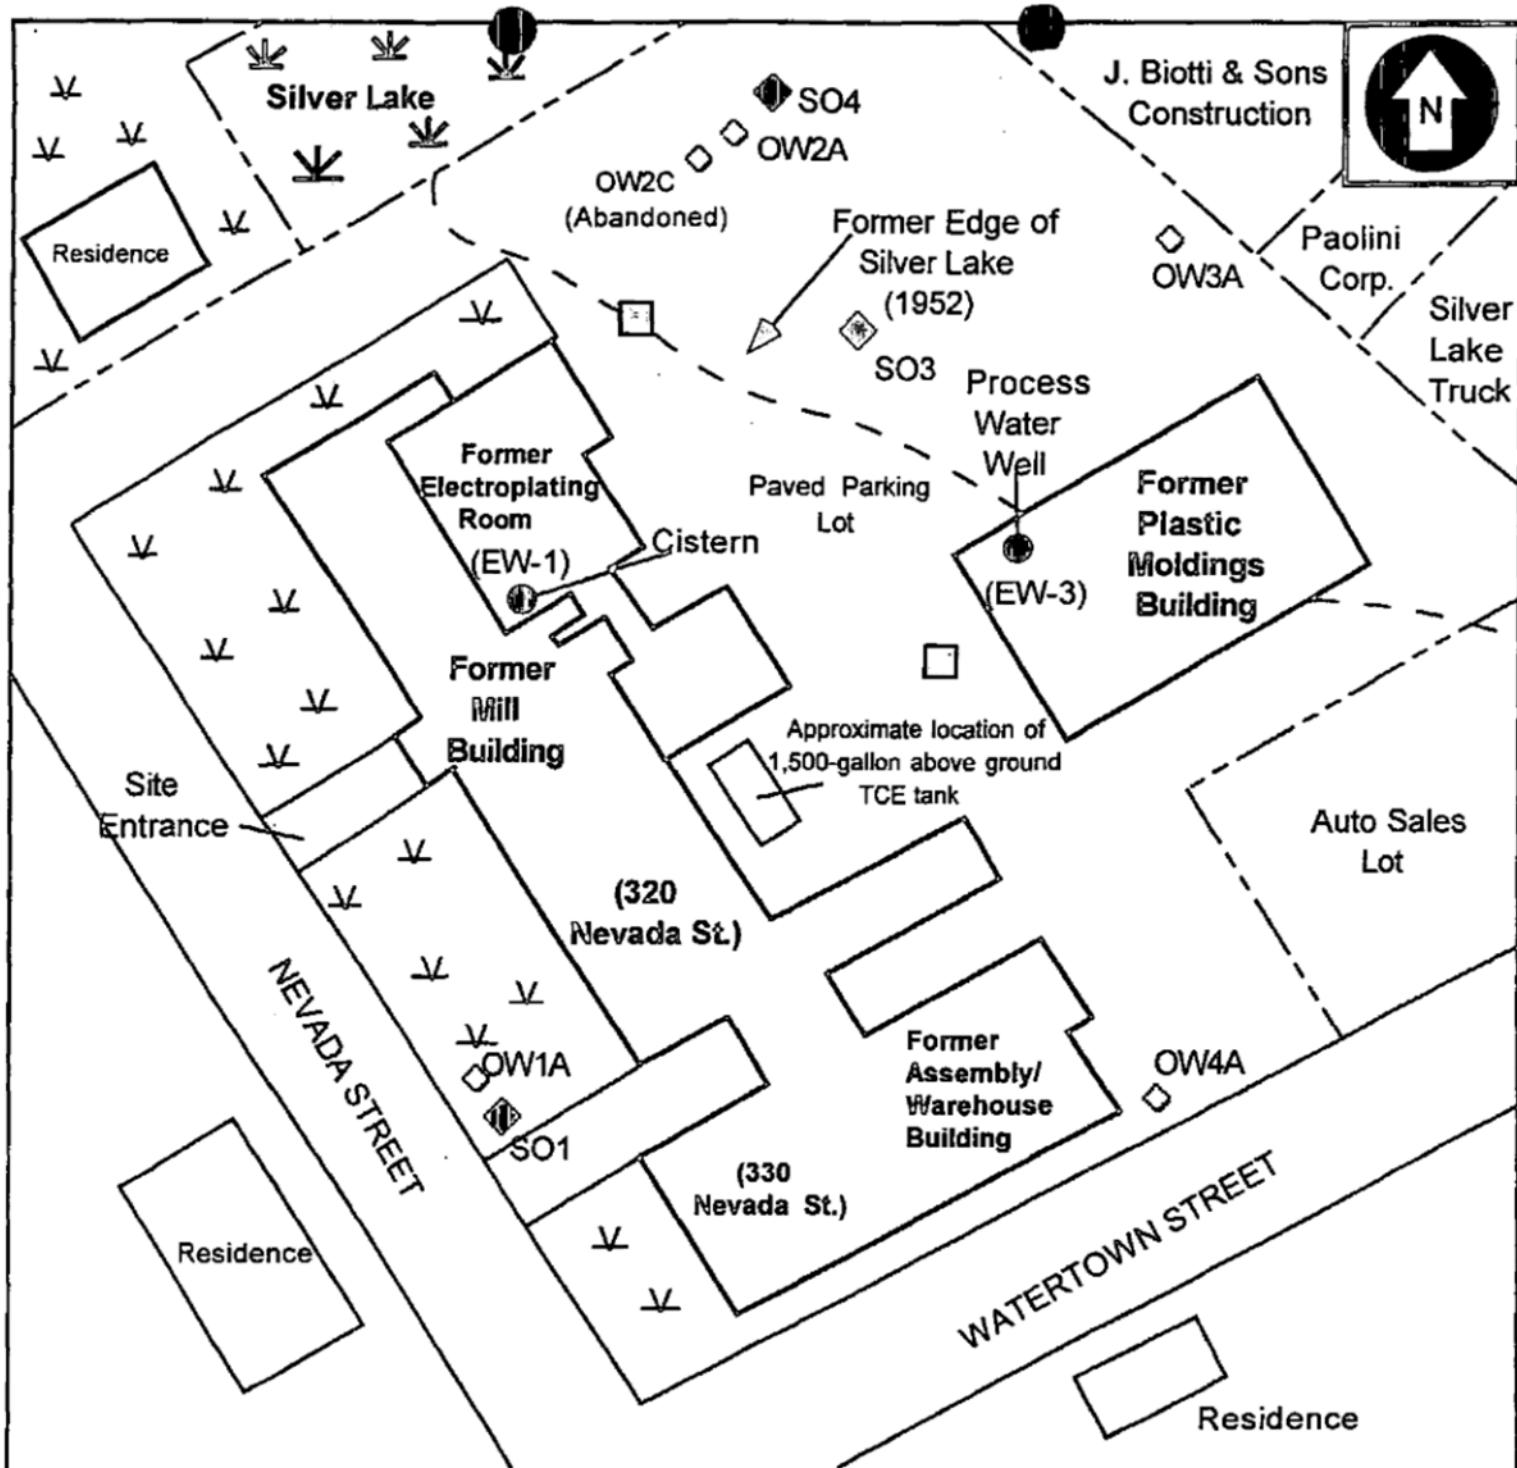 Silver Lake
SO4
OW2A
OW2C
(Abandoned)
J. Biotti & Sons
Construction
N
Residence
Former Edge of
Silver Lake
(1952)
SO3
OW3A
Paolini
Corp.
Silver
Lake
Truck
Process
Water
Well
Former
Electroplating
Room
(EW-1)
Cistern
Paved Parking
Lot
(EW-3)
Former
Plastic
Moldings
Building
Former
Mill
Building
Approximate location of
1,500-gallon above ground
TCE tank
Site
Entrance
Auto Sales
Lot
(320
Nevada St.)
NEVADA STREET
OW1A
SO1
Former
Assembly/
Warehouse
Building
OW4A
(330
Nevada St.)
WATERTOWN STREET
Residence
Residence